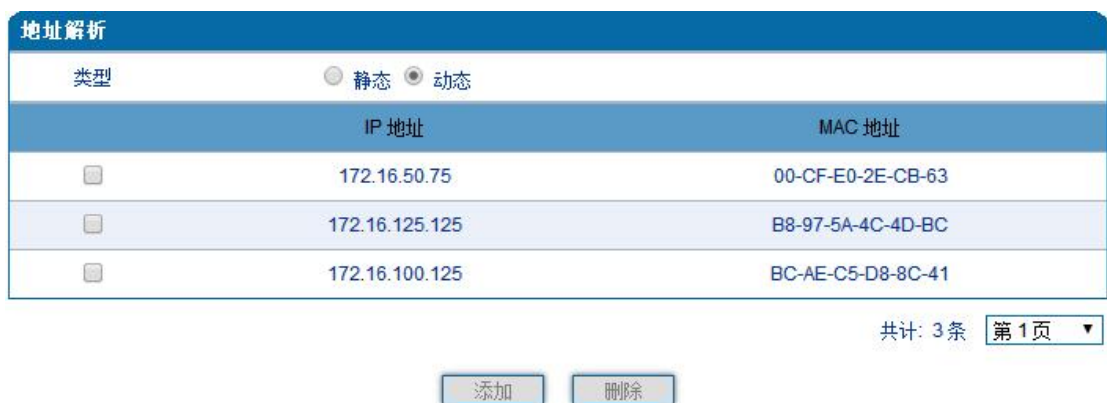 地址解析
类型 静态 动态
IP 地址 MAC 地址
172.16.50.75 00-CF-E0-2E-CB-63
172.16.125.125 B8-97-5A-4C-4D-BC
172.16.100.125 BC-AE-C5-D8-8C-41
共计: 3条 第1页
添加 删除